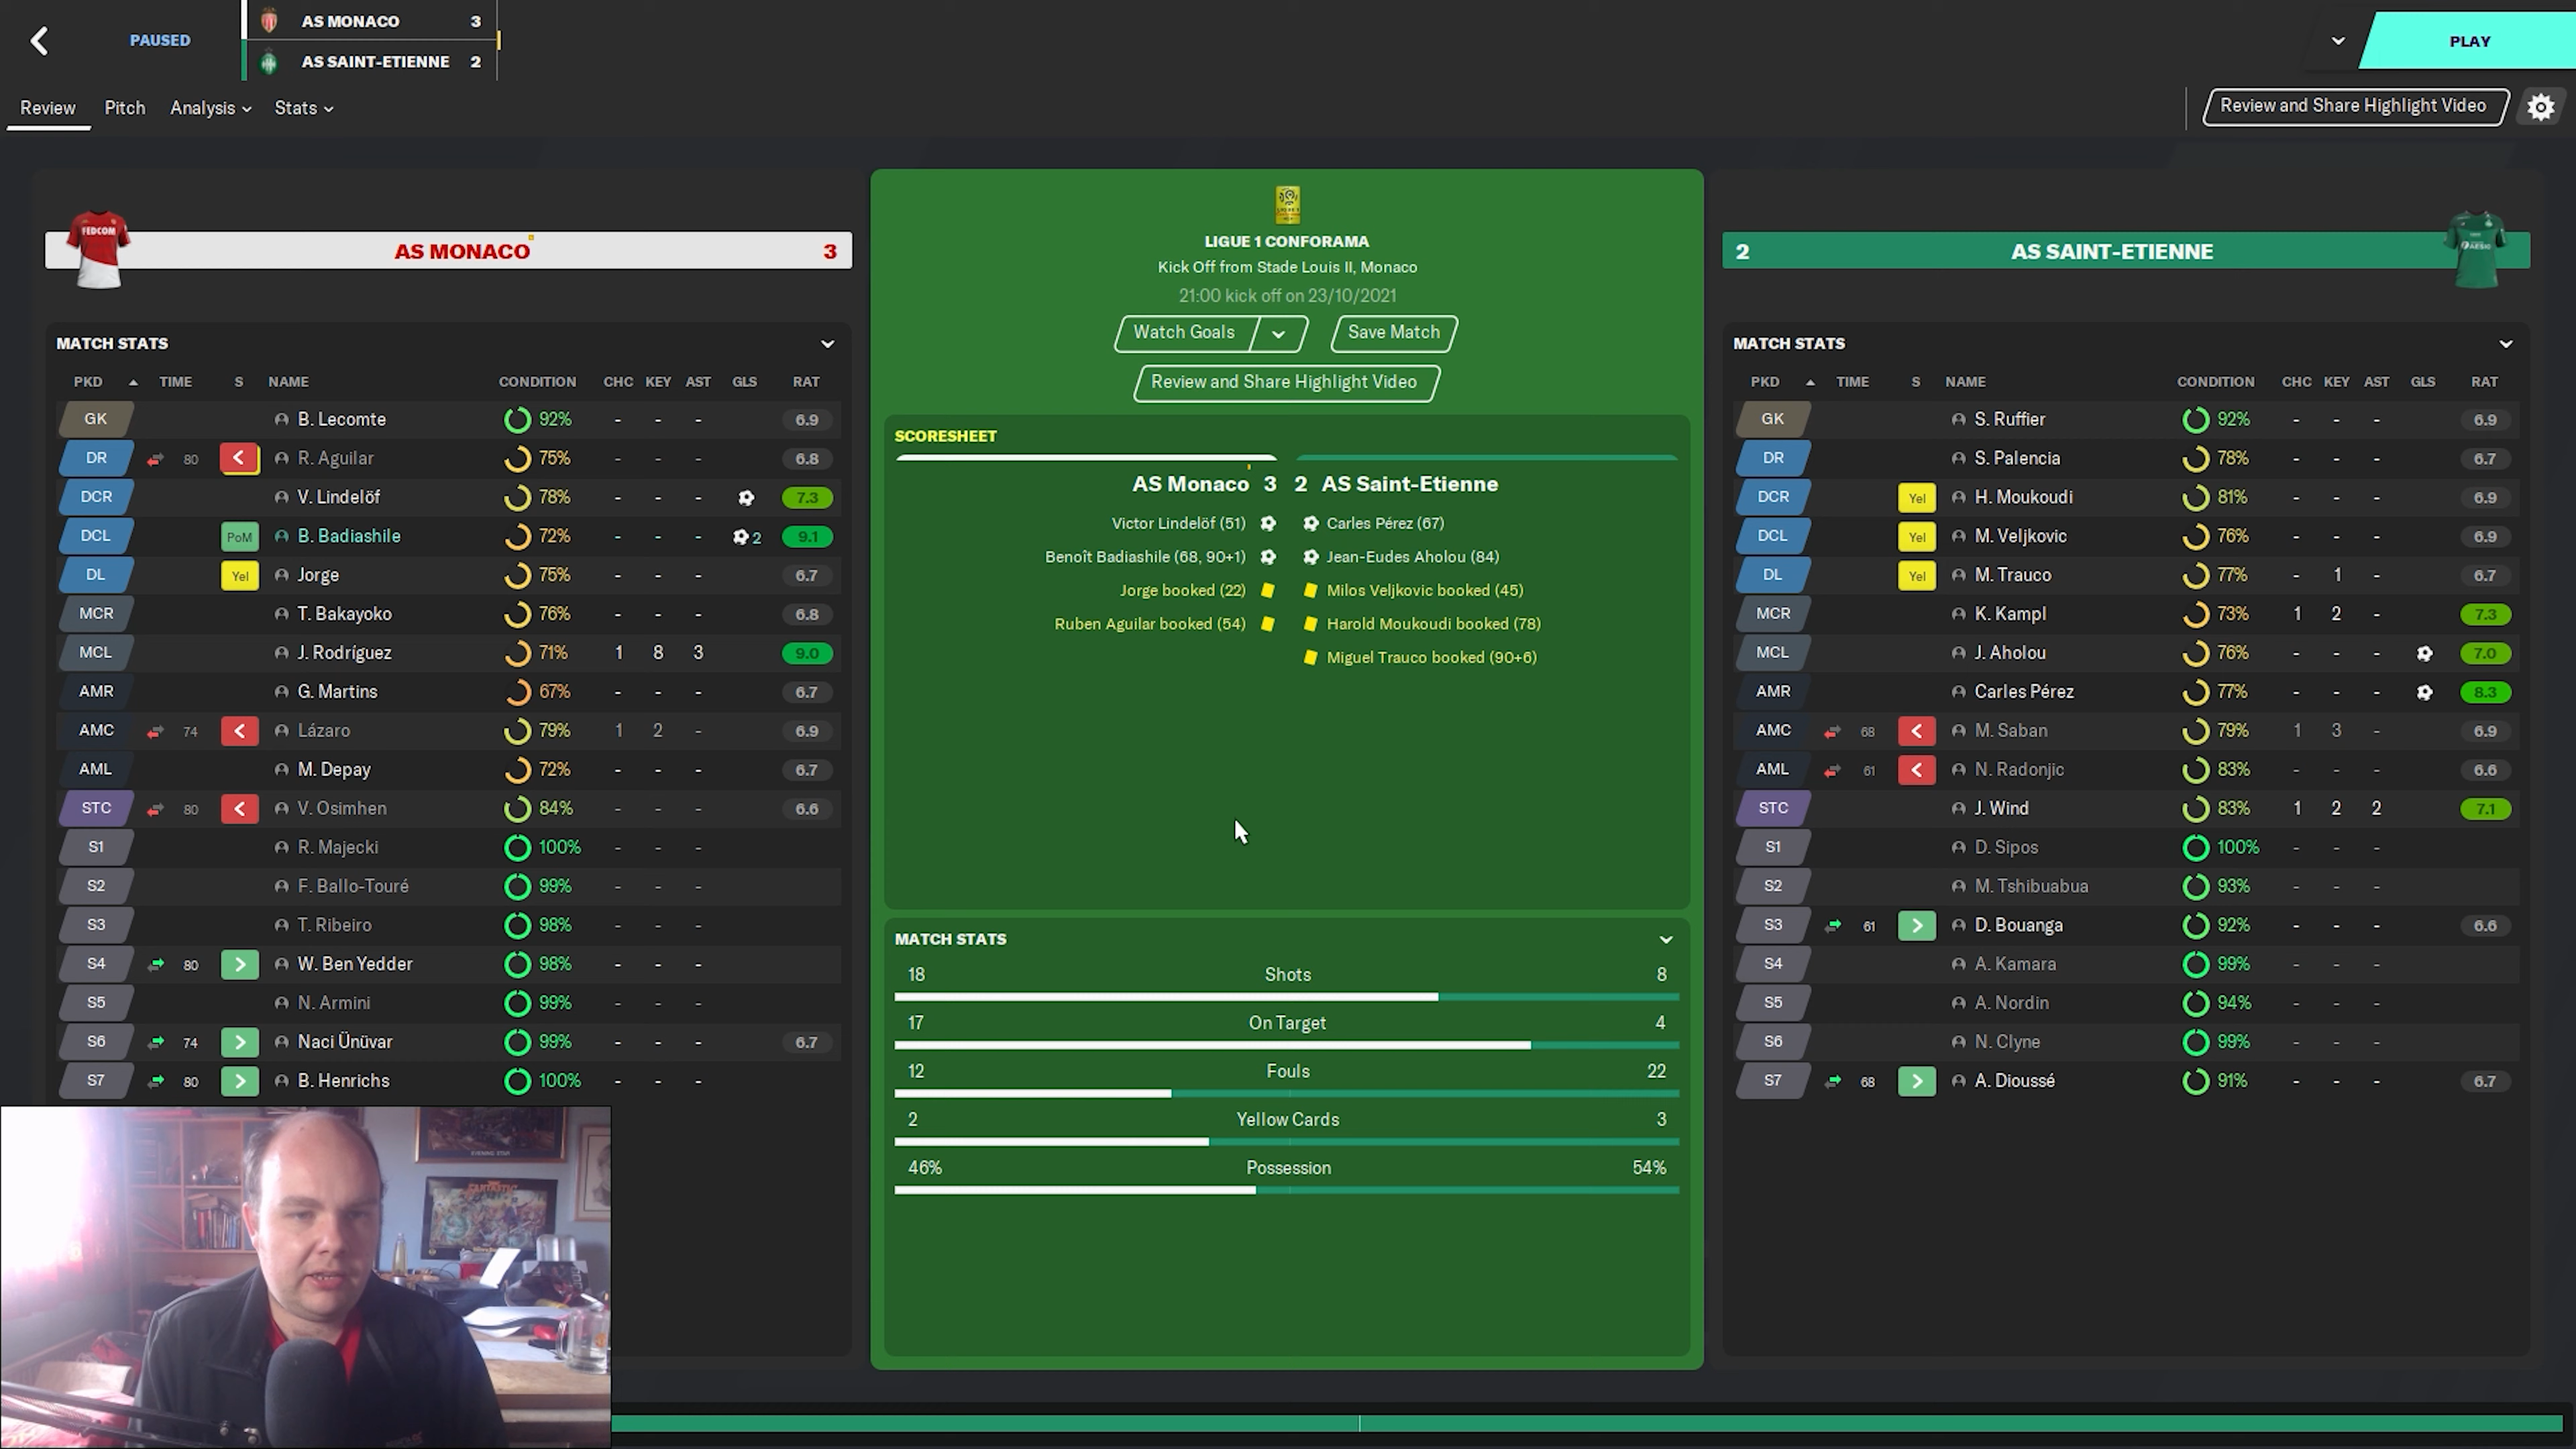 PAUSED
AS MONACO 3
AS SAINT-ETIENNE 2
PLAY
Review Pitch Analysis Stats
Review and Share Highlight Video
FEDCOM
AS MONACO 3
MATCH STATS
PKD TIME S NAME CONDITION CHC KEY AST GLS RAT
GK B. Lecomte 92% - - - 6.9
DR 80 R. Aguilar 75% - - - 6.8
DCR V. Lindelöf 78% - - - 7.3
DCL PoM B. Badiashile 72% - - - 2 9.1
DL Yel Jorge 75% - - - 6.7
MCR T. Bakayoko 76% - - - 6.8
MCL J. Rodríguez 71% 1 8 3 9.0
AMR G. Martins 67% - - - 6.7
AMC 74 Lázaro 79% 1 2 - 6.9
AML M. Depay 72% - - - 6.7
STC 80 V. Osimhen 84% - - - 6.6
S1 R. Majecki 100% - - -
S2 F. Ballo-Touré 99% - - -
S3 T. Ribeiro 98% - - -
S4 80 W. Ben Yedder 98% - - -
S5 N. Armini 99% - - -
S6 74 Naci Ünüvar 99% - - - 6.7
S7 80 B. Henrichs 100% - - -
LIGUE 1 CONFORAMA
Kick Off from Stade Louis II, Monaco
21:00 kick off on 23/10/2021
Watch Goals Save Match
Review and Share Highlight Video
SCORESHEET
AS Monaco 3 2 AS Saint-Etienne
Victor Lindelöf (51) Carles Pérez (67)
Benoît Badiashile (68, 90+1) Jean-Eudes Aholou (84)
Jorge booked (22) Milos Veljkovic booked (45)
Ruben Aguilar booked (54) Harold Moukoudi booked (78)
Miguel Trauco booked (90+6)
MATCH STATS
18 Shots 8
17 On Target 4
12 Fouls 22
2 Yellow Cards 3
46% Possession 54%
2 AS SAINT-ETIENNE
AESIO
MATCH STATS
PKD TIME S NAME CONDITION CHC KEY AST GLS RAT
GK S. Ruffier 92% - - - 6.9
DR S. Palencia 78% - - - 6.7
DCR Yel H. Moukoudi 81% - - - 6.9
DCL Yel M. Veljkovic 76% - - - 6.9
DL Yel M. Trauco 77% - 1 - 6.7
MCR K. Kampl 73% 1 2 - 7.3
MCL J. Aholou 76% - - - 7.0
AMR Carles Pérez 77% - - - 8.3
AMC 68 M. Saban 79% 1 3 - 6.9
AML 61 N. Radonjic 83% - - - 6.6
STC J. Wind 83% 1 2 2 7.1
S1 D. Sipos 100% - - -
S2 M. Tshibuabua 93% - - -
S3 61 D. Bouanga 92% - - - 6.6
S4 A. Kamara 99% - - -
S5 A. Nordin 94% - - -
S6 N. Clyne 99% - - -
S7 68 A. Dioussé 91% - - - 6.7
FANTASTIC